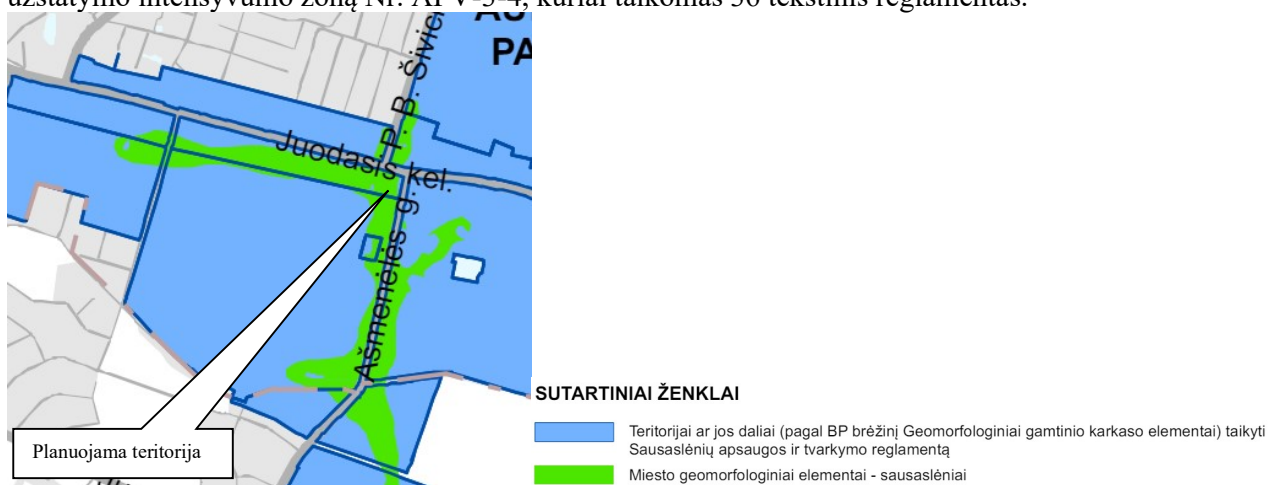 užstatymo intensyvumo zoną Nr. APV-3-4, kuriai taikomas 36 tekstinis reglamentas.
PA
P. B. Šivic
Juodasis kel.
Ašmenėlės g.
Planuojama teritorija
SUTARTINIAI ŽENKLAI
Teritorijai ar jos daliai (pagal BP brėžinį Geomorfologiniai gamtinio karkaso elementai) taikyti
Sausaslėnių apsaugos ir tvarkymo reglamentą
Miesto geomorfologiniai elementai - sausaslėniai